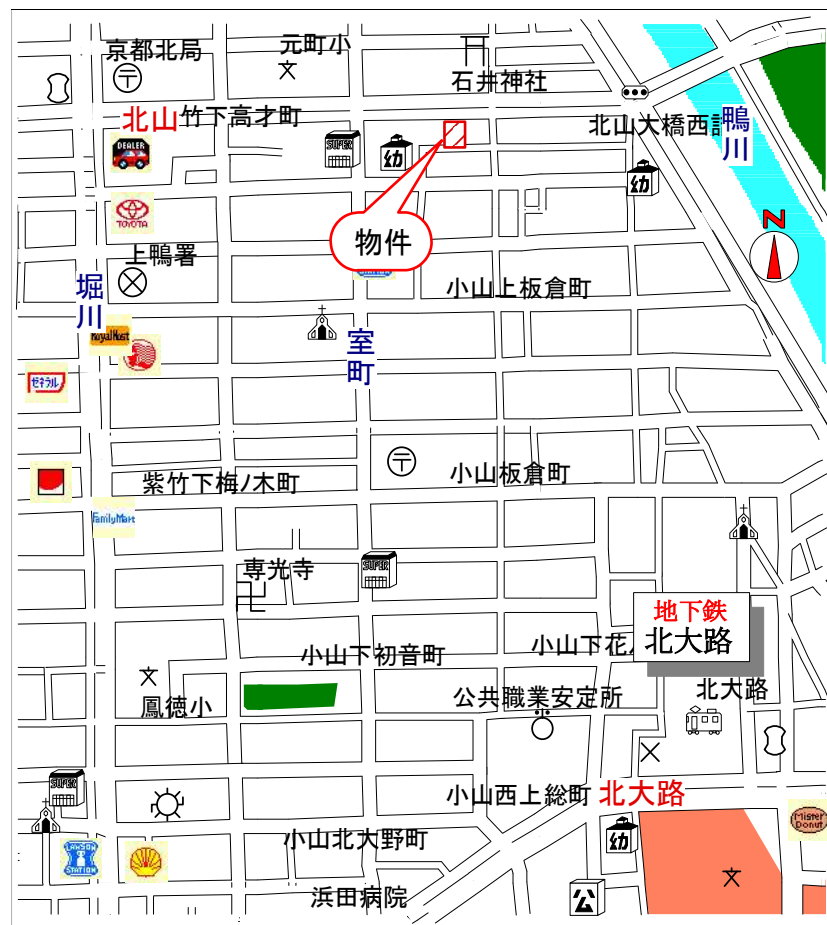 京都北局
元町小
石井神社
北山
竹下高才町
北山大橋西詰
鴨川
DEALER
SUPER
幼
幼
TOYOTA
物件
N
上鴨署
堀川
小山上板倉町
RoyalHost
室町
ゼネラル
〒
小山板倉町
紫竹下梅ノ木町
FamilyMart
専光寺
SUPER
地下鉄
北大路
小山下初音町
小山下花ノ
北大路
鳳徳小
公共職業安定所
SUPER
小山西上総町
北大路
Mister
Donut
小山北大野町
幼
LAWSON
STATION
浜田病院
公